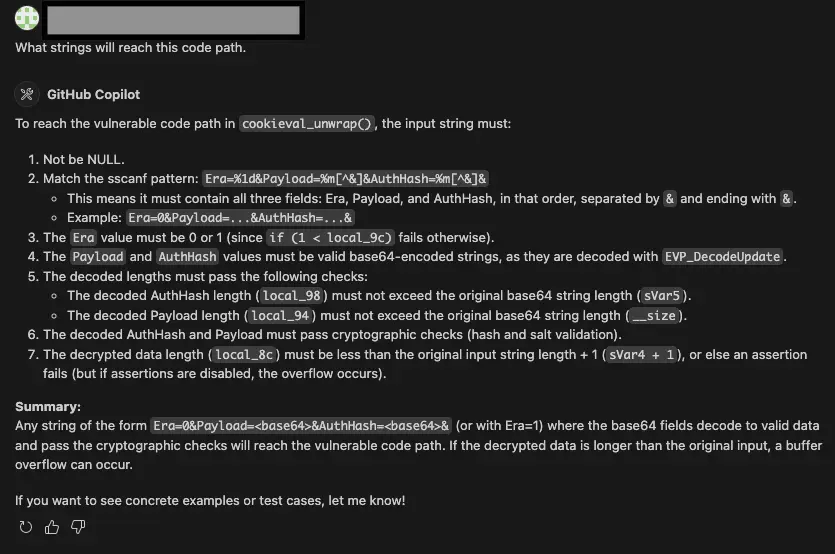 What strings will reach this code path.
GitHub Copilot
To reach the vulnerable code path in cookieval_unwrap(), the input string must:
1. Not be NULL.
2. Match the sscanf pattern: Era=%1d&Payload=%m[^&]&AuthHash=%m[^&]&
This means it must contain all three fields: Era, Payload, and AuthHash, in that order, separated by & and ending with &.
Example: Era=0&Payload=...&AuthHash=...&
3. The Era value must be 0 or 1 (since if (1 < local_9c) fails otherwise).
4. The Payload and AuthHash values must be valid base64-encoded strings, as they are decoded with EVP_DecodeUpdate.
5. The decoded lengths must pass the following checks:
The decoded AuthHash length (local_98) must not exceed the original base64 string length (sVar5).
The decoded Payload length (local_94) must not exceed the original base64 string length (__size).
6. The decoded AuthHash and Payload must pass cryptographic checks (hash and salt validation).
7. The decrypted data length (local_8c) must be less than the original input string length + 1 (sVar4 + 1), or else an assertion
fails (but if assertions are disabled, the overflow occurs).
Summary:
Any string of the form Era=0&Payload=<base64>&AuthHash=<base64>& (or with Era=1) where the base64 fields decode to valid data
and pass the cryptographic checks will reach the vulnerable code path. If the decrypted data is longer than the original input, a buffer
overflow can occur.
If you want to see concrete examples or test cases, let me know!